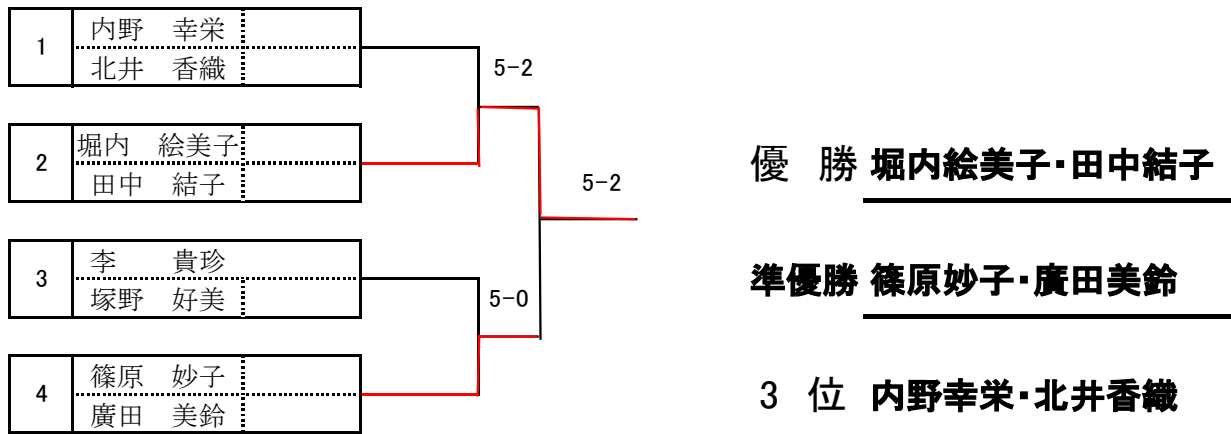 1
内野　幸栄
北井　香織
5-2
2
堀内　絵美子
田中　結子
5-2
3
李　貴珍
塚野　好美
5-0
4
篠原　妙子
廣田　美鈴
優　勝 堀内絵美子・田中結子
準優勝 篠原妙子・廣田美鈴
3　位 内野幸栄・北井香織